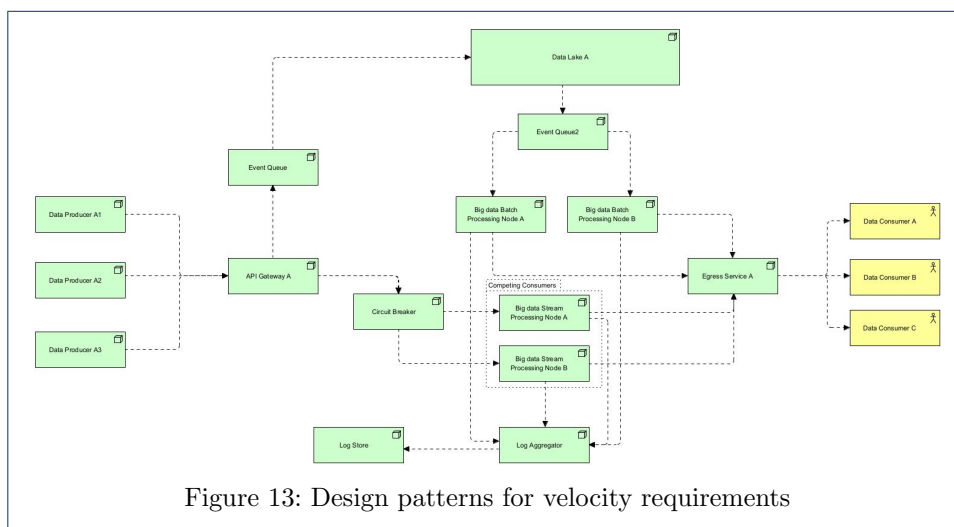 Data Lake A
Event Queue2
Event Queue
Data Producer A1
Big data Batch
Processing Node A
Big data Batch
Processing Node B
Data Consumer A
Data Producer A2
API Gateway A
Egress Service A
Data Consumer B
Competing Consumers
Circuit Breaker
Big data Stream
Processing Node A
Data Consumer C
Data Producer A3
Big data Stream
Processing Node B
Log Store
Log Aggregator
Figure 13: Design patterns for velocity requirements